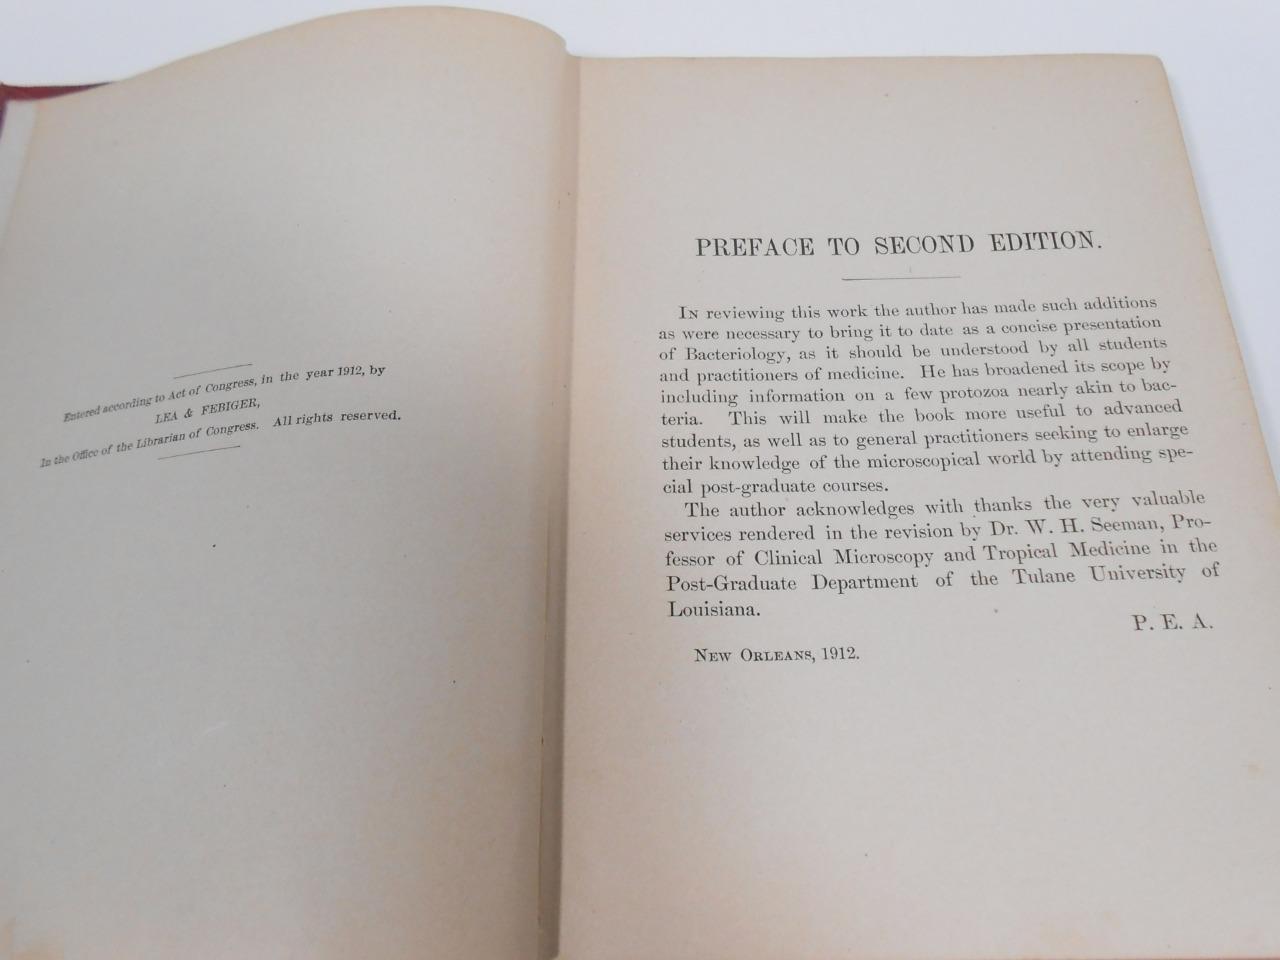 Entered according to Act of Congress, in the year 1912, by
LEA & FEBIGER,
In the Office of the Librarian of Congress. All rights reserved.
PREFACE TO SECOND EDITION.
In reviewing this work the author has made such additions
as were necessary to bring it to date as a concise presentation
of Bacteriology, as it should be understood by all students
and practitioners of medicine. He has broadened its scope by
including information on a few protozoa nearly akin to bac-
teria. This will make the book more useful to advanced
students, as well as to general practitioners seeking to enlarge
their knowledge of the microscopical world by attending spe-
cial post-graduate courses.
The author acknowledges with thanks the very valuable
services rendered in the revision by Dr. W. H. Seeman, Pro-
fessor of Clinical Microscopy and Tropical Medicine in the
Post-Graduate Department of the Tulane University of
Louisiana.
P. E. A.
New Orleans, 1912.